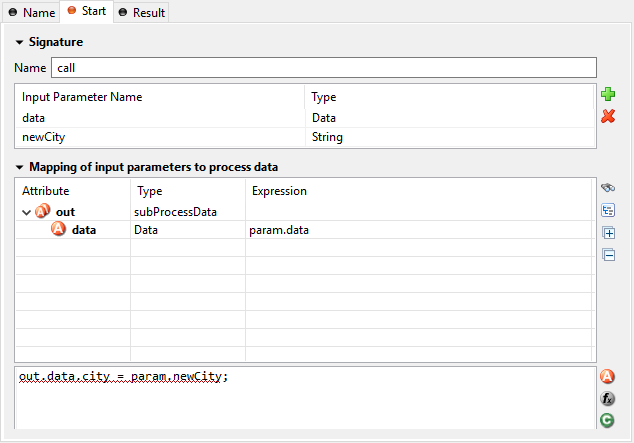 Name Start Result
Signature
Name call
Input Parameter Name Type
data Data
newCity String
Mapping of input parameters to process data
Attribute Type Expression
out subProcessData
data Data param.data
out.data.city = param.newCity;